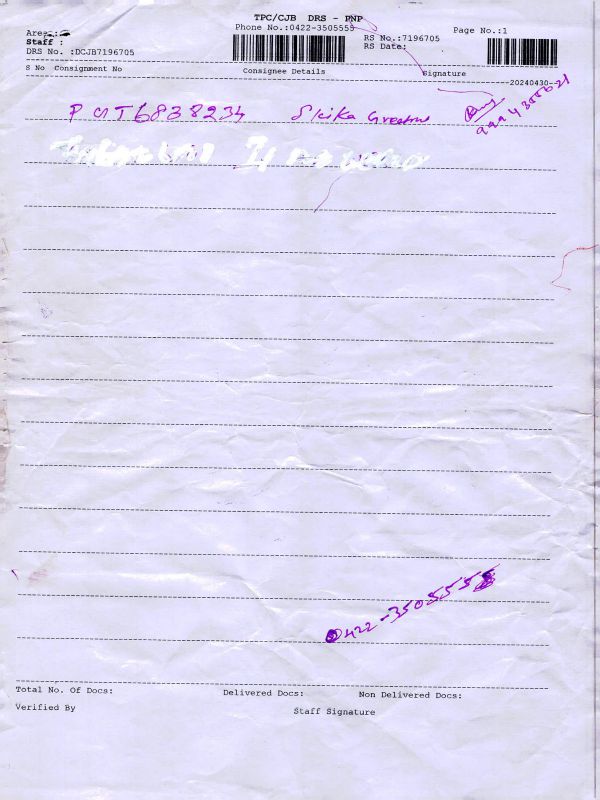 TPC/CJB DRS - PNP
Phone No.:0422-3505555
Page No.:1
Area :
Staff :
RS No.:7196705
DRS No. :DCJB7196705
RS Date:
S No Consignment No Consignee Details Signature
20240430
6838234
0422-3505555
Total No. Of Docs: Delivered Docs: Non Delivered Docs:
Verified By Staff Signature